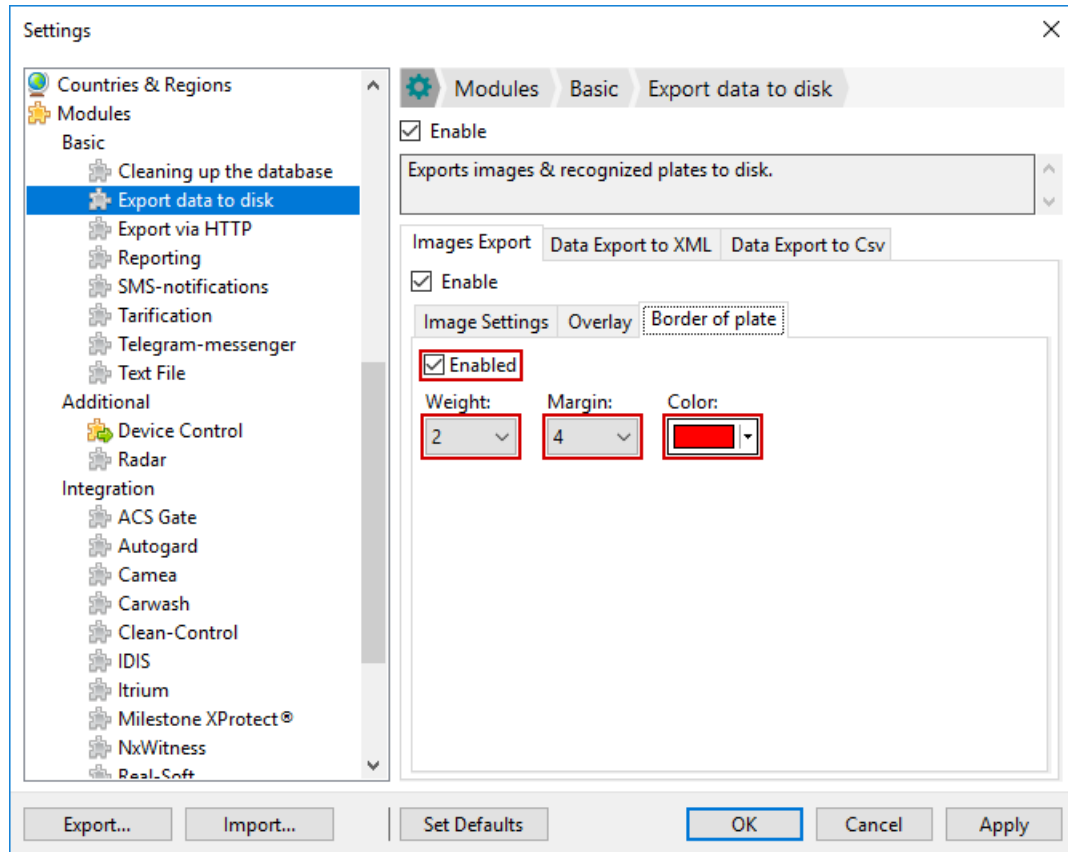 Settings
Countries & Regions
Modules
Basic
Cleaning up the database
Export data to disk
Export via HTTP
Reporting
SMS-notifications
Tarification
Telegram-messenger
Text File
Additional
Device Control
Radar
Integration
ACS Gate
Autogard
Camea
Carwash
Clean-Control
IDIS
Itrium
Milestone XProtect®
NxWitness
Real-Soft
Modules Basic Export data to disk
Enable
Exports images & recognized plates to disk.
Images Export Data Export to XML Data Export to Csv
Enable
Image Settings Overlay Border of plate
Enabled
Weight: Margin: Color:
2 4
Export... Import... Set Defaults OK Cancel Apply